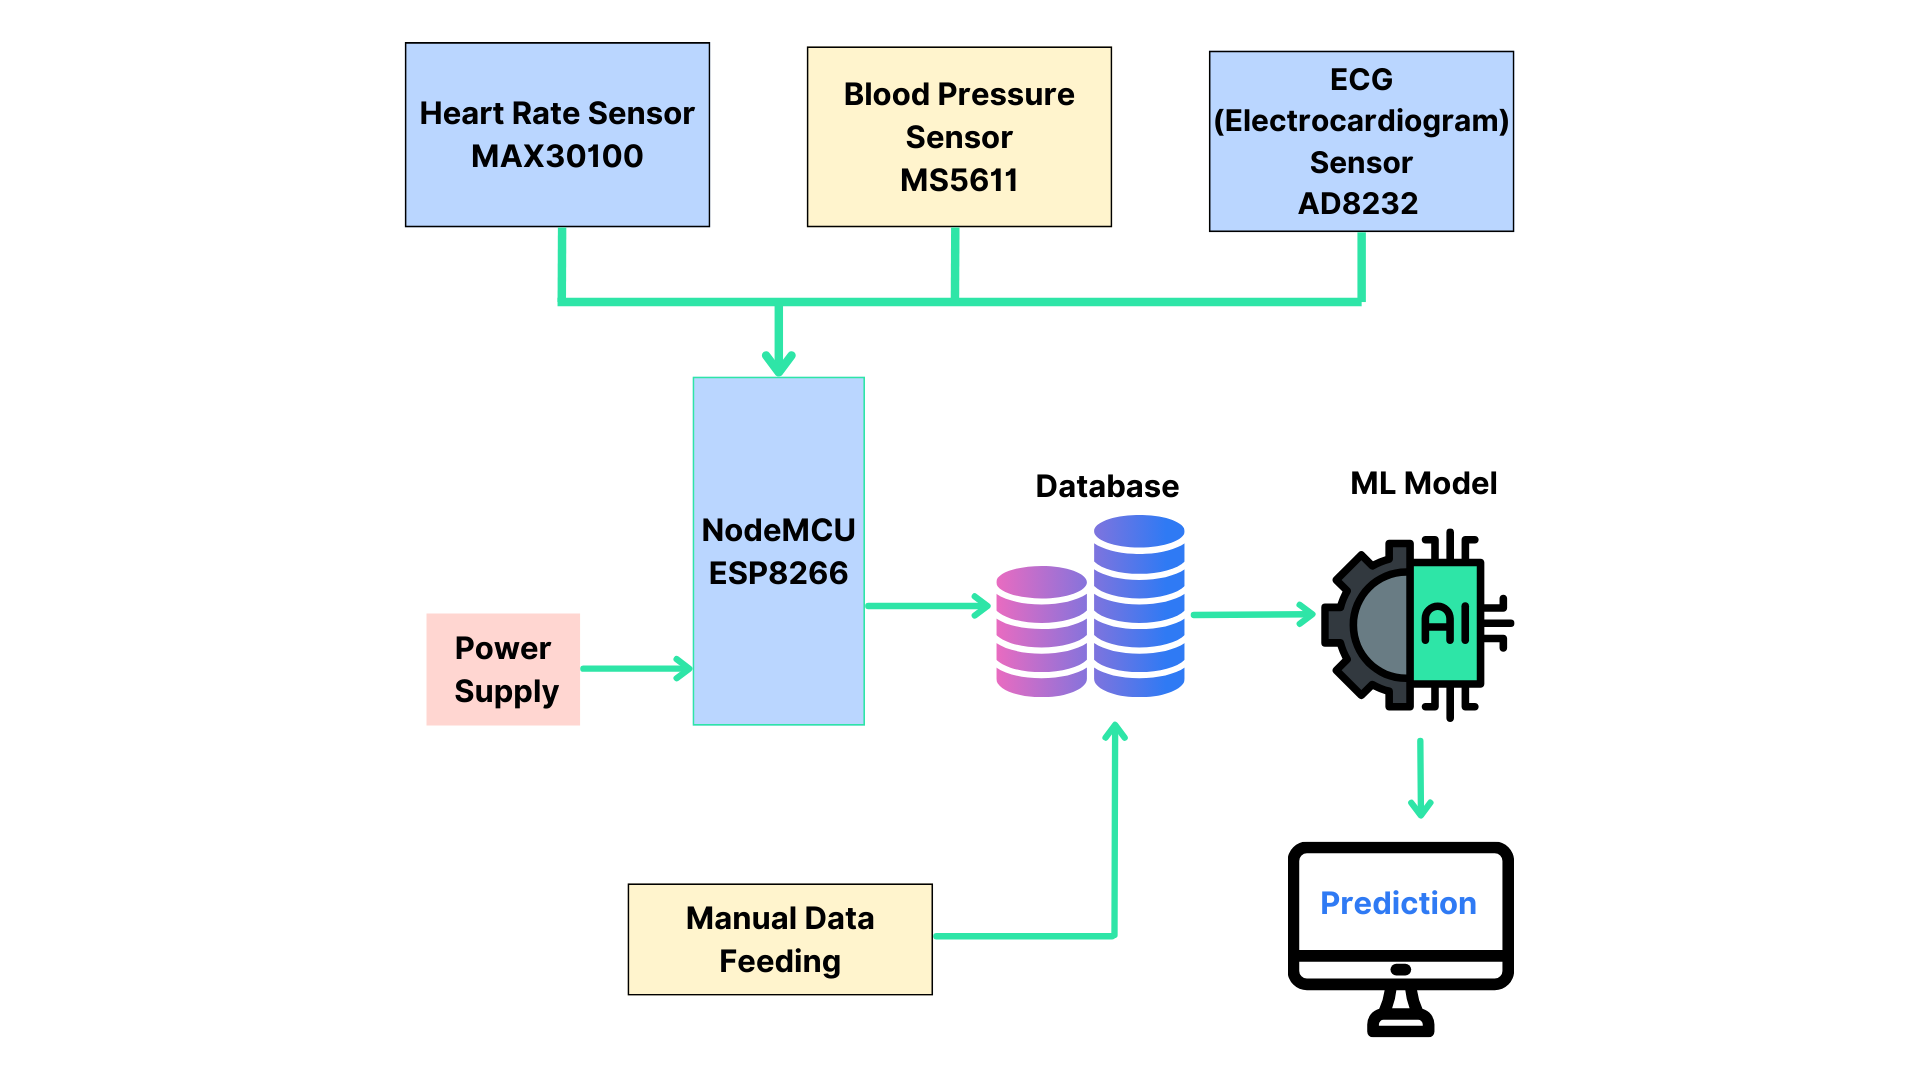 Heart Rate Sensor
MAX30100
Blood Pressure
Sensor
MS5611
ECG
(Electrocardiogram)
Sensor
AD8232
NodeMCU
ESP8266
Power
Supply
Database
ML Model
AI
Manual Data
Feeding
Prediction